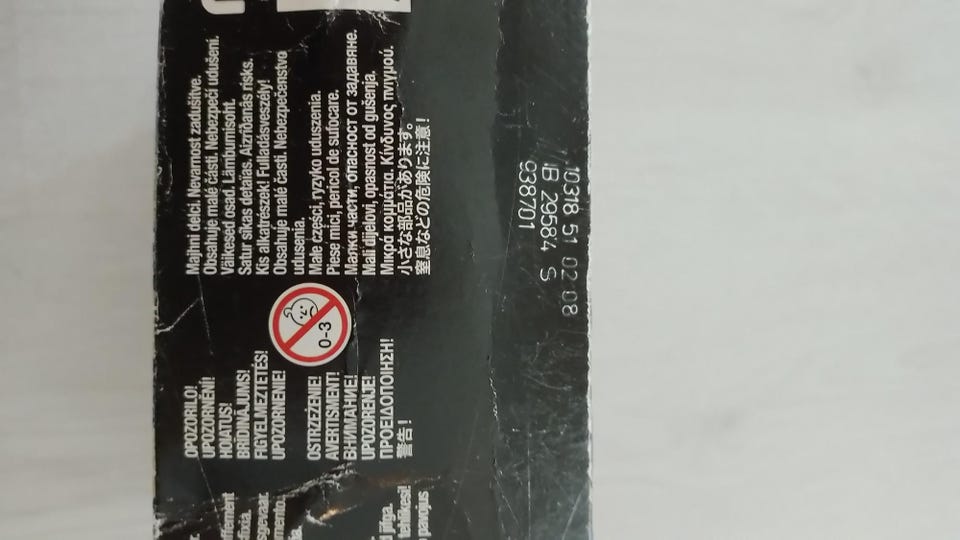 OPOZORILO! Majhni delci. Nevarnost zadušitve.
UPOZORNĚNÍ! Obsahuje malé části. Nebezpečí udušení.
HOIATUS! Väikesed osad. Lämbumisoht.
BRĪDINĀJUMS! Satur sīkas detaļas. Aizrīšanās risks.
FIGYELMEZTETÉS! Kis alkatrészek! Fulladásveszély!
UPOZORNENIE! Obsahuje malé časti. Nebezpečenstvo
udusenia.
OSTRZEŻENIE! Małe części, ryzyko uduszenia.
AVERTISMENT! Piese mici, pericol de sufocare.
ВНИМАНИЕ! Малки части, опасност от задавяне.
UPOZORENJE! Mali dijelovi, opasnost od gušenja.
ΠΡΟΕΙΔΟΠΟΙΗΣΗ! Μικρά κομμάτια. Κίνδυνος πνιγμού.
警告! 小さな部品があります。
窒息などの危険に注意!
0-3
10318 51 02 08
IB 29584 S
938701